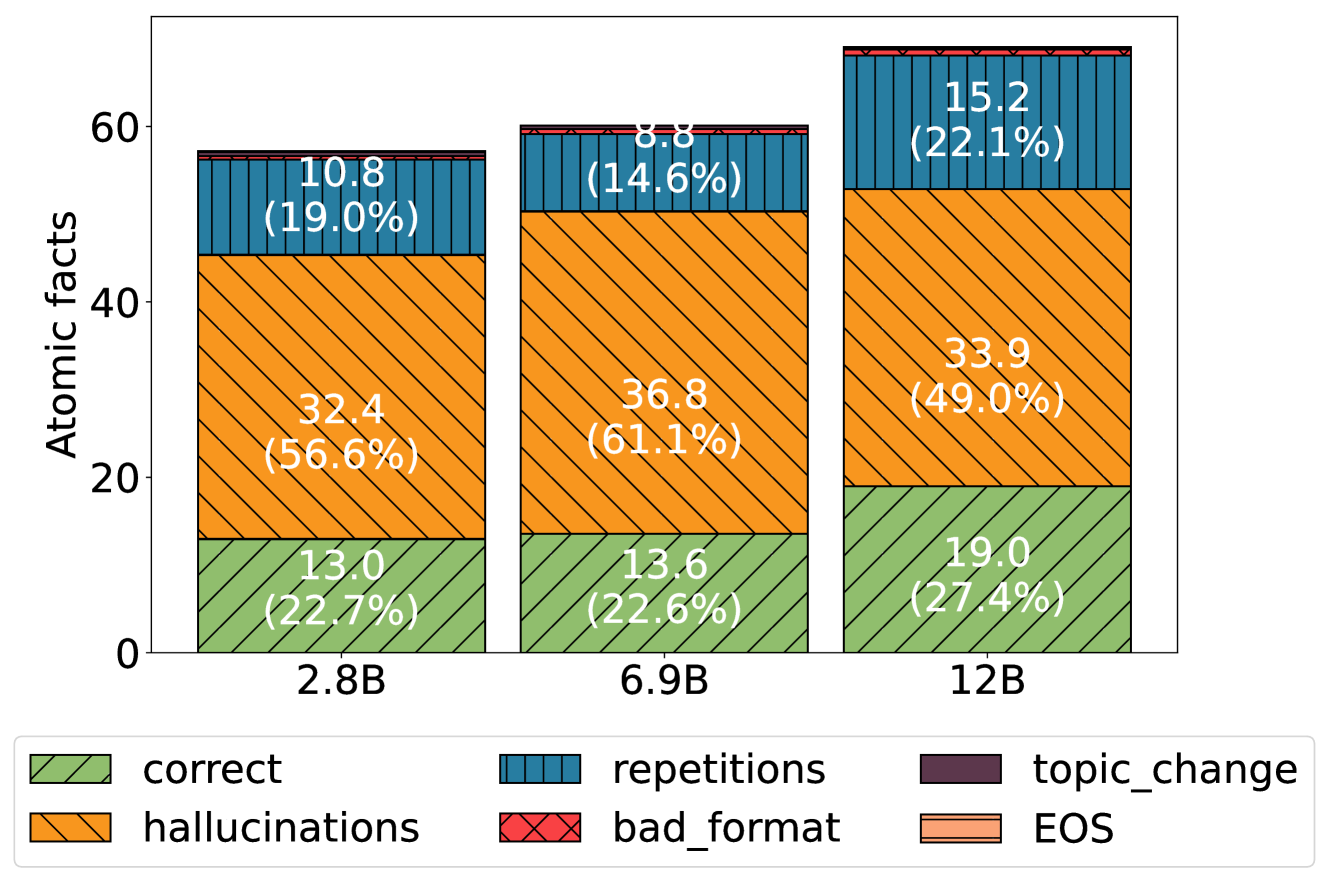 60
40
20
0
Atomic facts
10.8
(19.0%)
32.4
(56.6%)
13.0
(22.7%)
8.8
(14.6%)
36.8
(61.1%)
13.6
(22.6%)
15.2
(22.1%)
33.9
(49.0%)
19.0
(27.4%)
2.8B
6.9B
12B
correct
hallucinations
repetitions
bad_format
topic_change
EOS